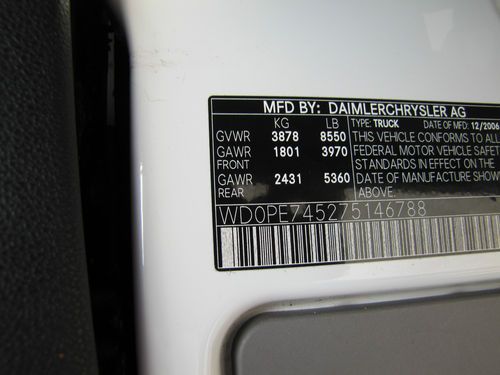 MFD BY: DAIMLERCHRYSLER AG
KG LB TYPE: TRUCK DATE OF MFD: 12/2006
GVWR 3878 8550 THIS VEHICLE CONFORMS TO ALL
GAWR 1801 3970 FEDERAL MOTOR VEHICLE SAFET
FRONT STANDARDS IN EFFECT ON THE
GAWR 2431 5360 DATE OF MANUFACTURE SHOW
REAR ABOVE.
WD0PE745275146788